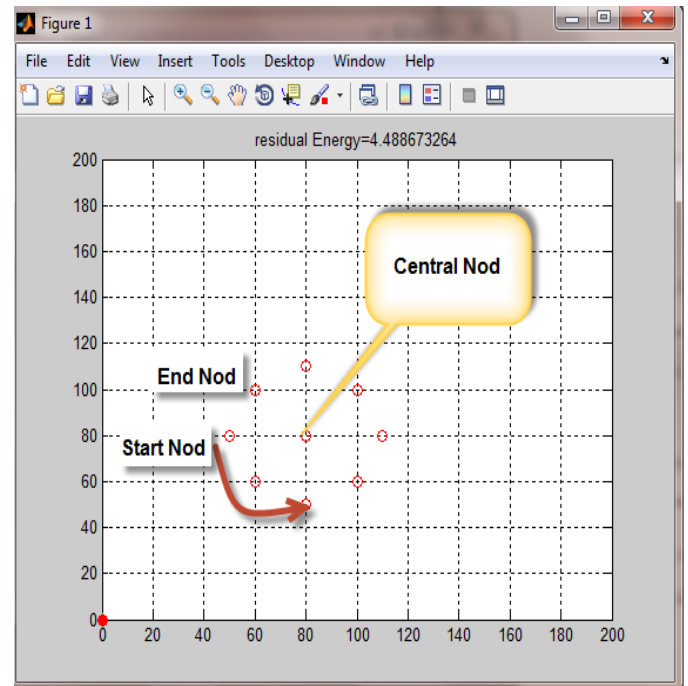 Figure 1
File Edit View Insert Tools Desktop Window Help
residual Energy=4.488673264
200
180
160
140
120
100
80
60
40
20
0
0 20 40 60 80 100 120 140 160 180 200
Central Nod
End Nod
Start Nod